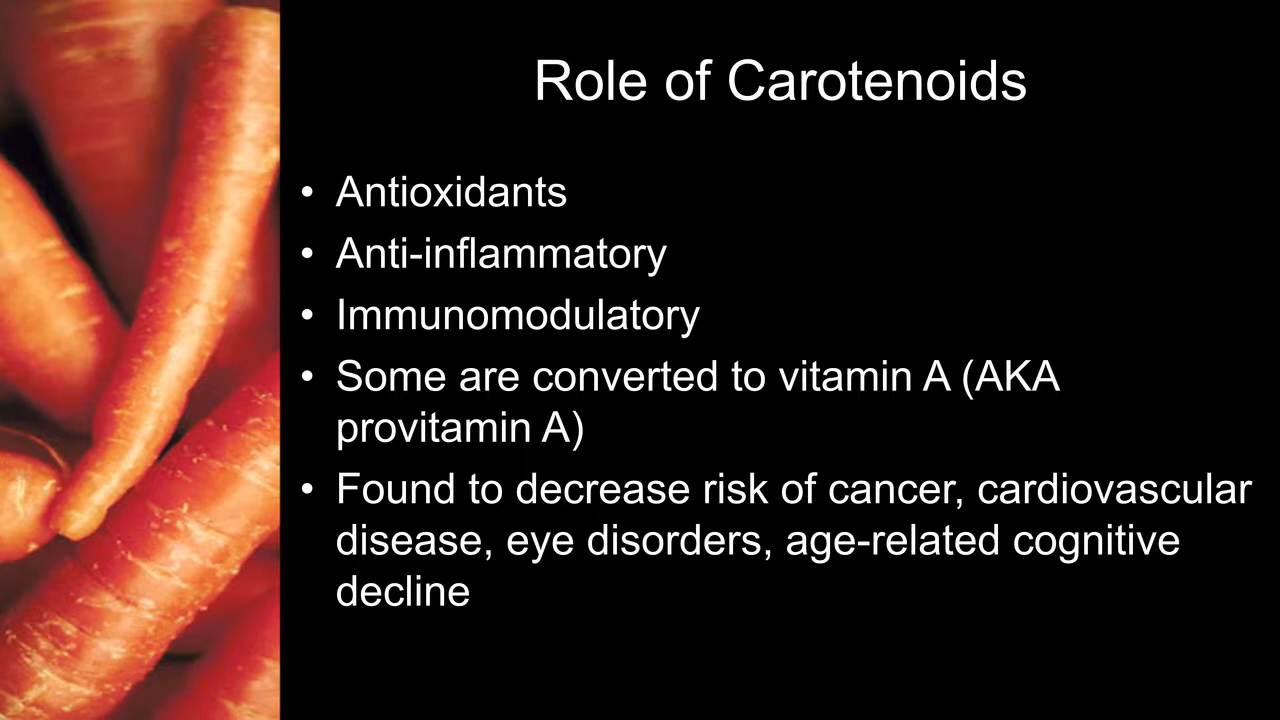 Role of Carotenoids
• Antioxidants
• Anti-inflammatory
• Immunomodulatory
• Some are converted to vitamin A (AKA
provitamin A)
• Found to decrease risk of cancer, cardiovascular
disease, eye disorders, age-related cognitive
decline